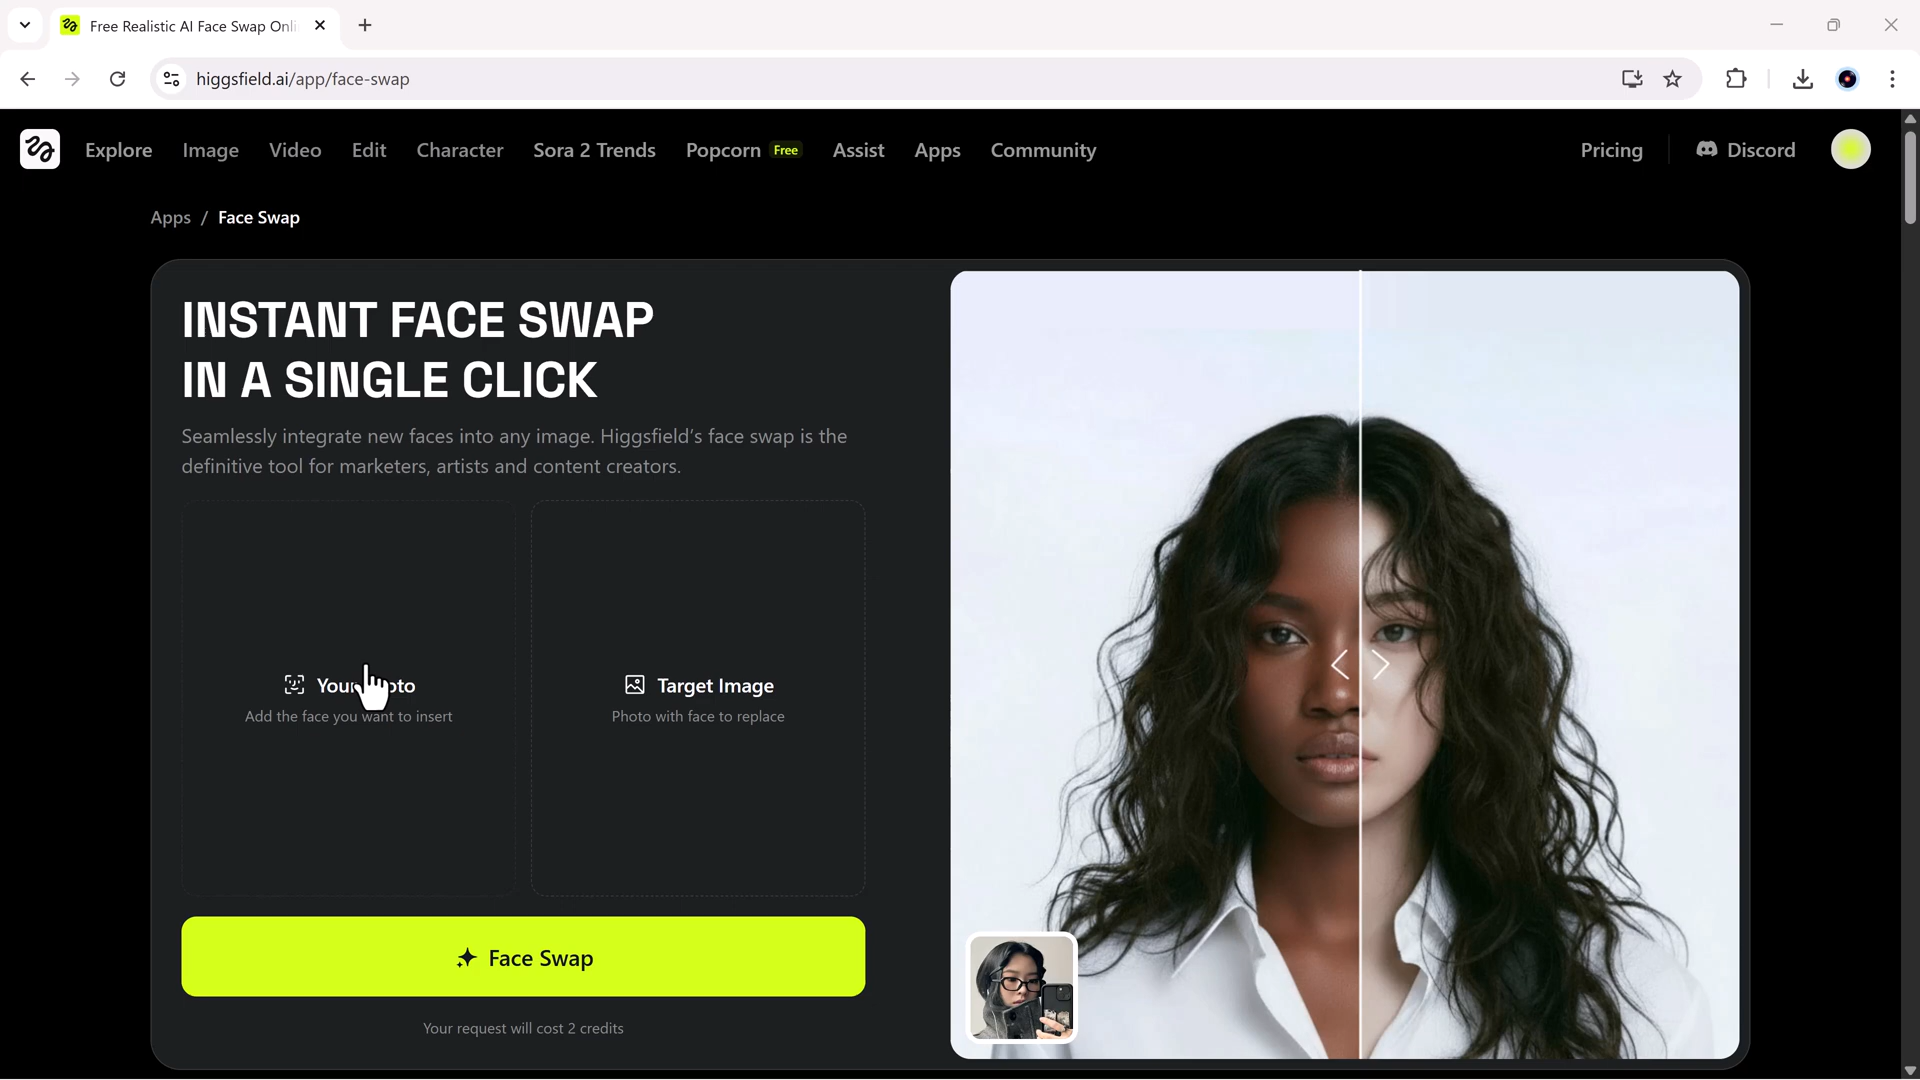 Free Realistic AI Face Swap Onli
higgsfield.ai/app/face-swap
Explore Image Video Edit Character Sora 2 Trends Popcorn Free Assist Apps Community Pricing Discord
Apps / Face Swap
INSTANT FACE SWAP
IN A SINGLE CLICK
Seamlessly integrate new faces into any image. Higgsfield's face swap is the
definitive tool for marketers, artists and content creators.
Your
Add the face you want to insert
Target Image
Photo with face to replace
Face Swap
Your request will cost 2 credits